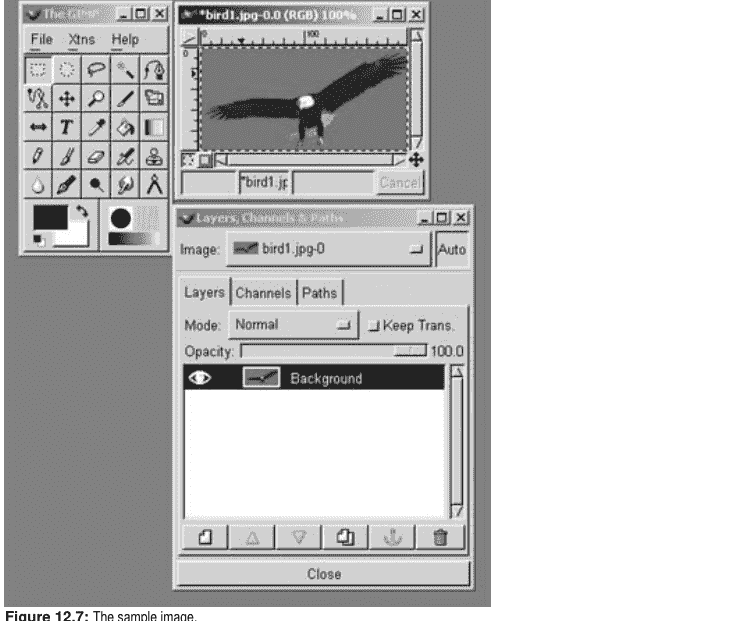 The GIMP
File Xtns Help
*bird1.jpg-0.0 (RGB) 100%
0 100
0
*bird1.jp Cancel
Layers, Channels & Paths
Image: bird1.jpg-0 Auto
Layers Channels Paths
Mode: Normal Keep Trans.
Opacity: 100.0
Background
Close
Figure 12.7: The sample image.